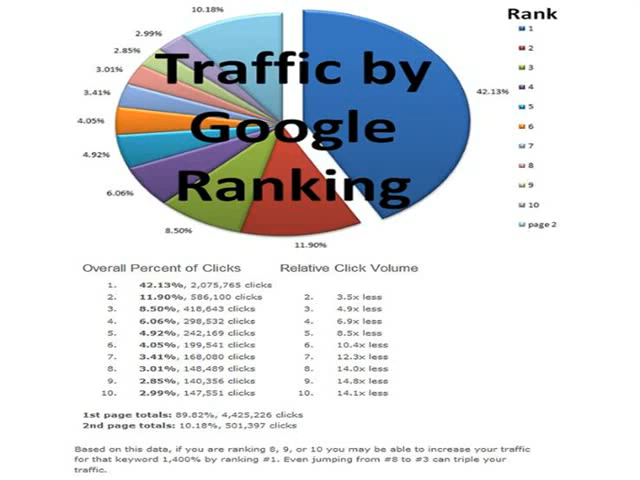 10.18%
Rank
2.99%
1
2.85%
2
3.01%
Traffic by
3
3.41%
4
42.13%
5
4.05%
Google
6
7
4.92%
8
6.06%
Ranking
9
10
8.50%
page 2
11.90%
Overall Percent of Clicks Relative Click Volume
1. 42.13%, 2,075,765 clicks
2. 11.90%, 586,100 clicks 2. 3.5x less
3. 8.50%, 418,643 clicks 3. 4.9x less
4. 6.06%, 298,532 clicks 4. 6.9x less
5. 4.92%, 242,169 clicks 5. 8.5x less
6. 4.05%, 199,541 clicks 6. 10.4x less
7. 3.41%, 168,080 clicks 7. 12.3x less
8. 3.01%, 148,489 clicks 8. 14.0x less
9. 2.85%, 140,356 clicks 9. 14.8x less
10. 2.99%, 147,551 clicks 10. 14.1x less
1st page totals: 89.82%, 4,425,226 clicks
2nd page totals: 10.18%, 501,397 clicks
Based on this data, if you are ranking 8, 9, or 10 you may be able to increase your traffic
for that keyword 1,400% by ranking #1. Even jumping from #8 to #3 can triple your
traffic.